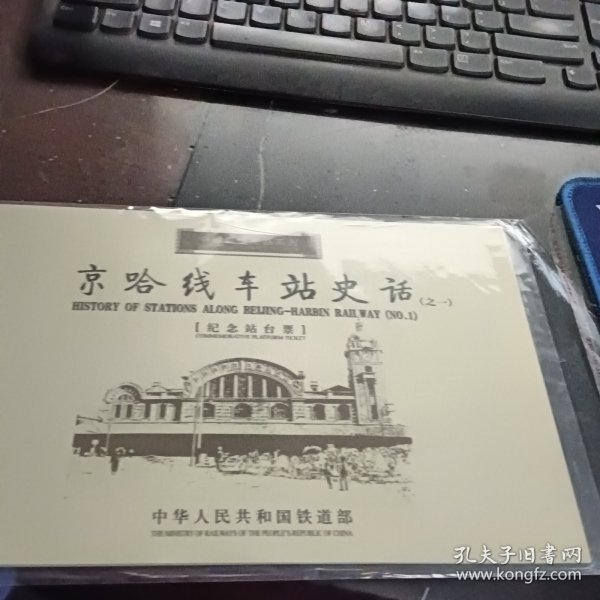 京哈线车站史话(之一)
HISTORY OF STATIONS ALONG BEIJING-HARBIN RAILWAY (NO.1)
[纪念站台票]
COMMEMORATIVE PLATFORM TICKET
中华人民共和国铁道部
THE MINISTRY OF RAILWAYS OF THE PEOPLE'S REPUBLIC OF CHINA
孔夫子旧书网
www.kongfz.com